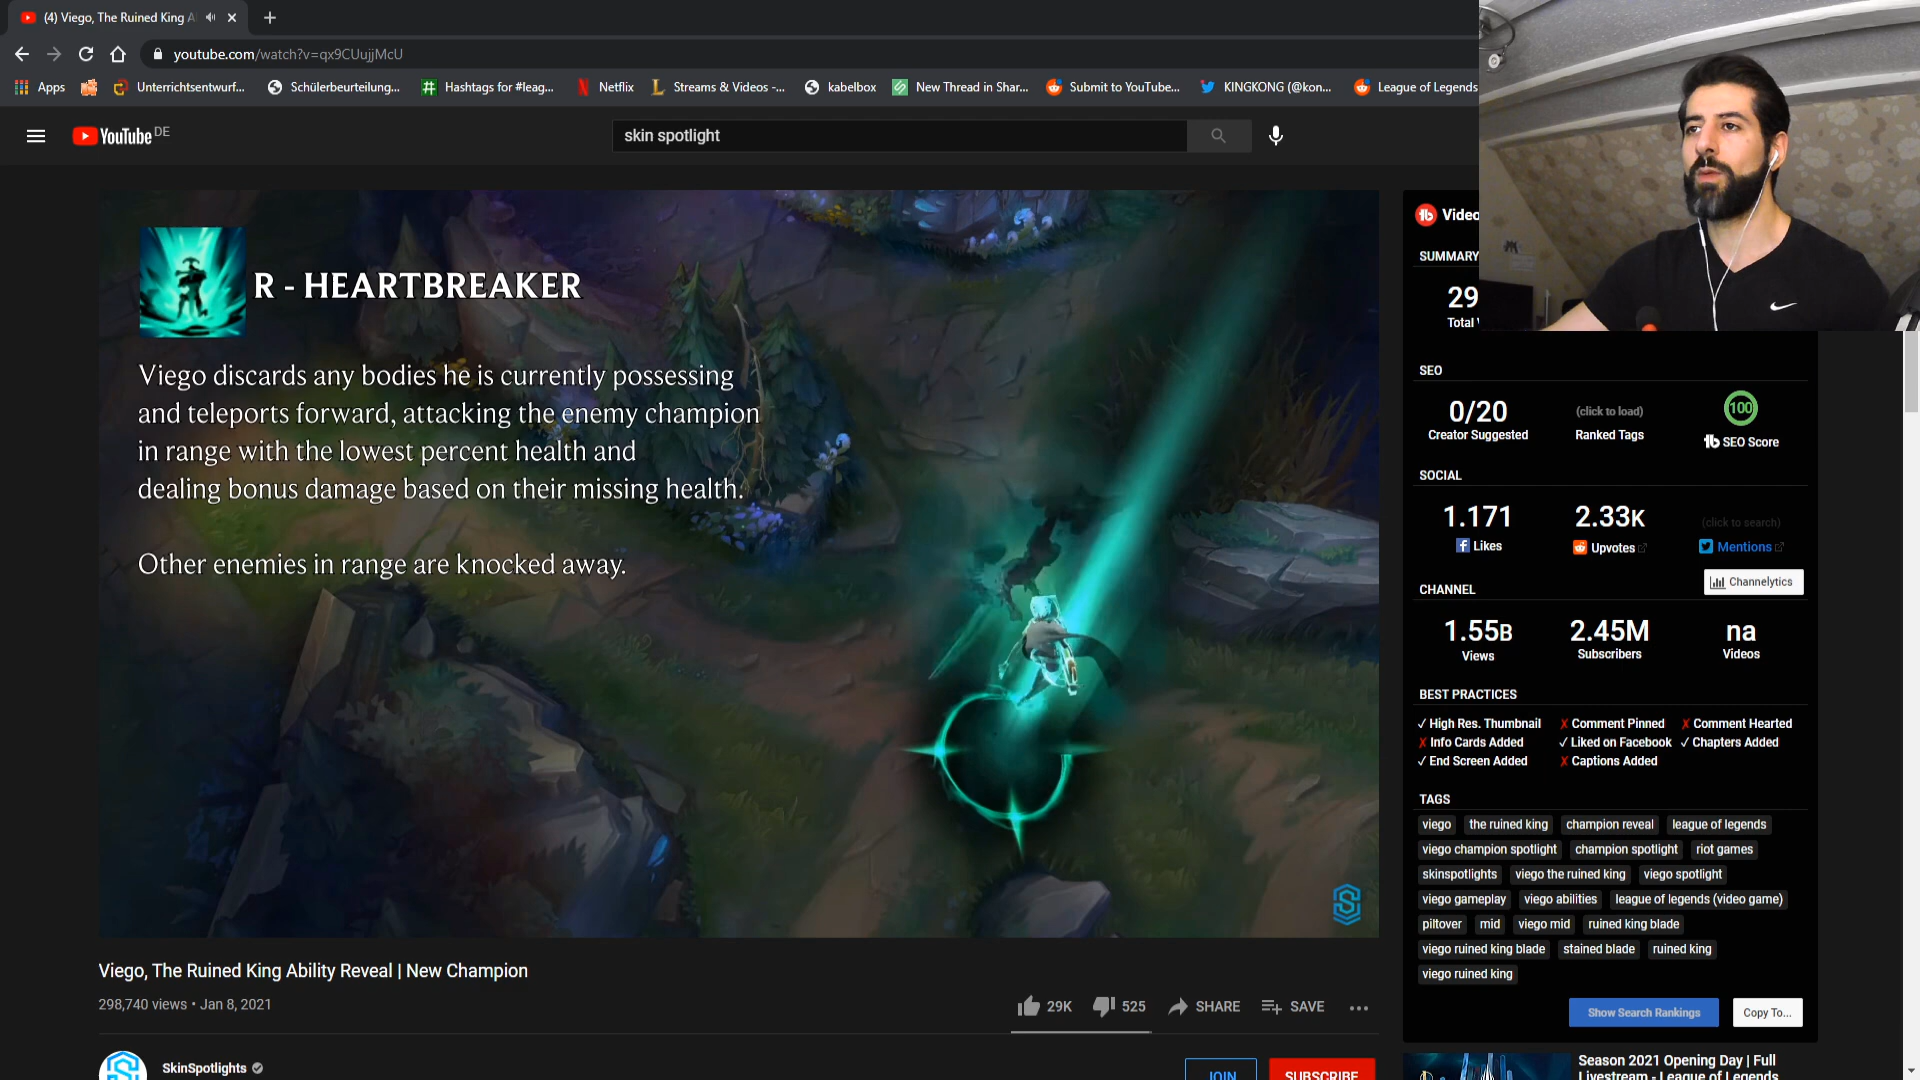 (4) Viego, The Ruined King A
youtube.com/watch?v=qx9CUujjMcU
Apps
Unterrichtsentwurf...
Schülerbeurteilung...
Hashtags for #leag...
Netflix
Streams & Videos -...
kabelbox
New Thread in Shar...
Submit to YouTube...
KINGKONG (@kon...
League of Legends
YouTube DE
skin spotlight
R - HEARTBREAKER
Viego discards any bodies he is currently possessing
and teleports forward, attacking the enemy champion
in range with the lowest percent health and
dealing bonus damage based on their missing health.
Other enemies in range are knocked away.
Viego, The Ruined King Ability Reveal | New Champion
298,740 views • Jan 8, 2021
29K
525
SHARE
SAVE
SkinSpotlights
JOIN
SUBSCRIBE
SUMMARY
29
SEO
0/20
Creator Suggested
(click to load)
Ranked Tags
100
SEO Score
SOCIAL
1.171
Likes
2.33K
Upvotes
(click to search)
Mentions
Channelytics
CHANNEL
1.55B
Views
2.45M
Subscribers
na
Videos
BEST PRACTICES
✓ High Res. Thumbnail
✗ Comment Pinned
✗ Comment Hearted
✗ Info Cards Added
✓ Liked on Facebook
✓ Chapters Added
✓ End Screen Added
✗ Captions Added
TAGS
viego
the ruined king
champion reveal
league of legends
viego champion spotlight
champion spotlight
riot games
skinspotlights
viego the ruined king
viego spotlight
viego gameplay
viego abilities
league of legends (video game)
piltover
mid
viego mid
ruined king blade
viego ruined king blade
stained blade
ruined king
viego ruined king
Show Search Rankings
Copy To...
Season 2021 Opening Day | Full
Livestream - League of Legends